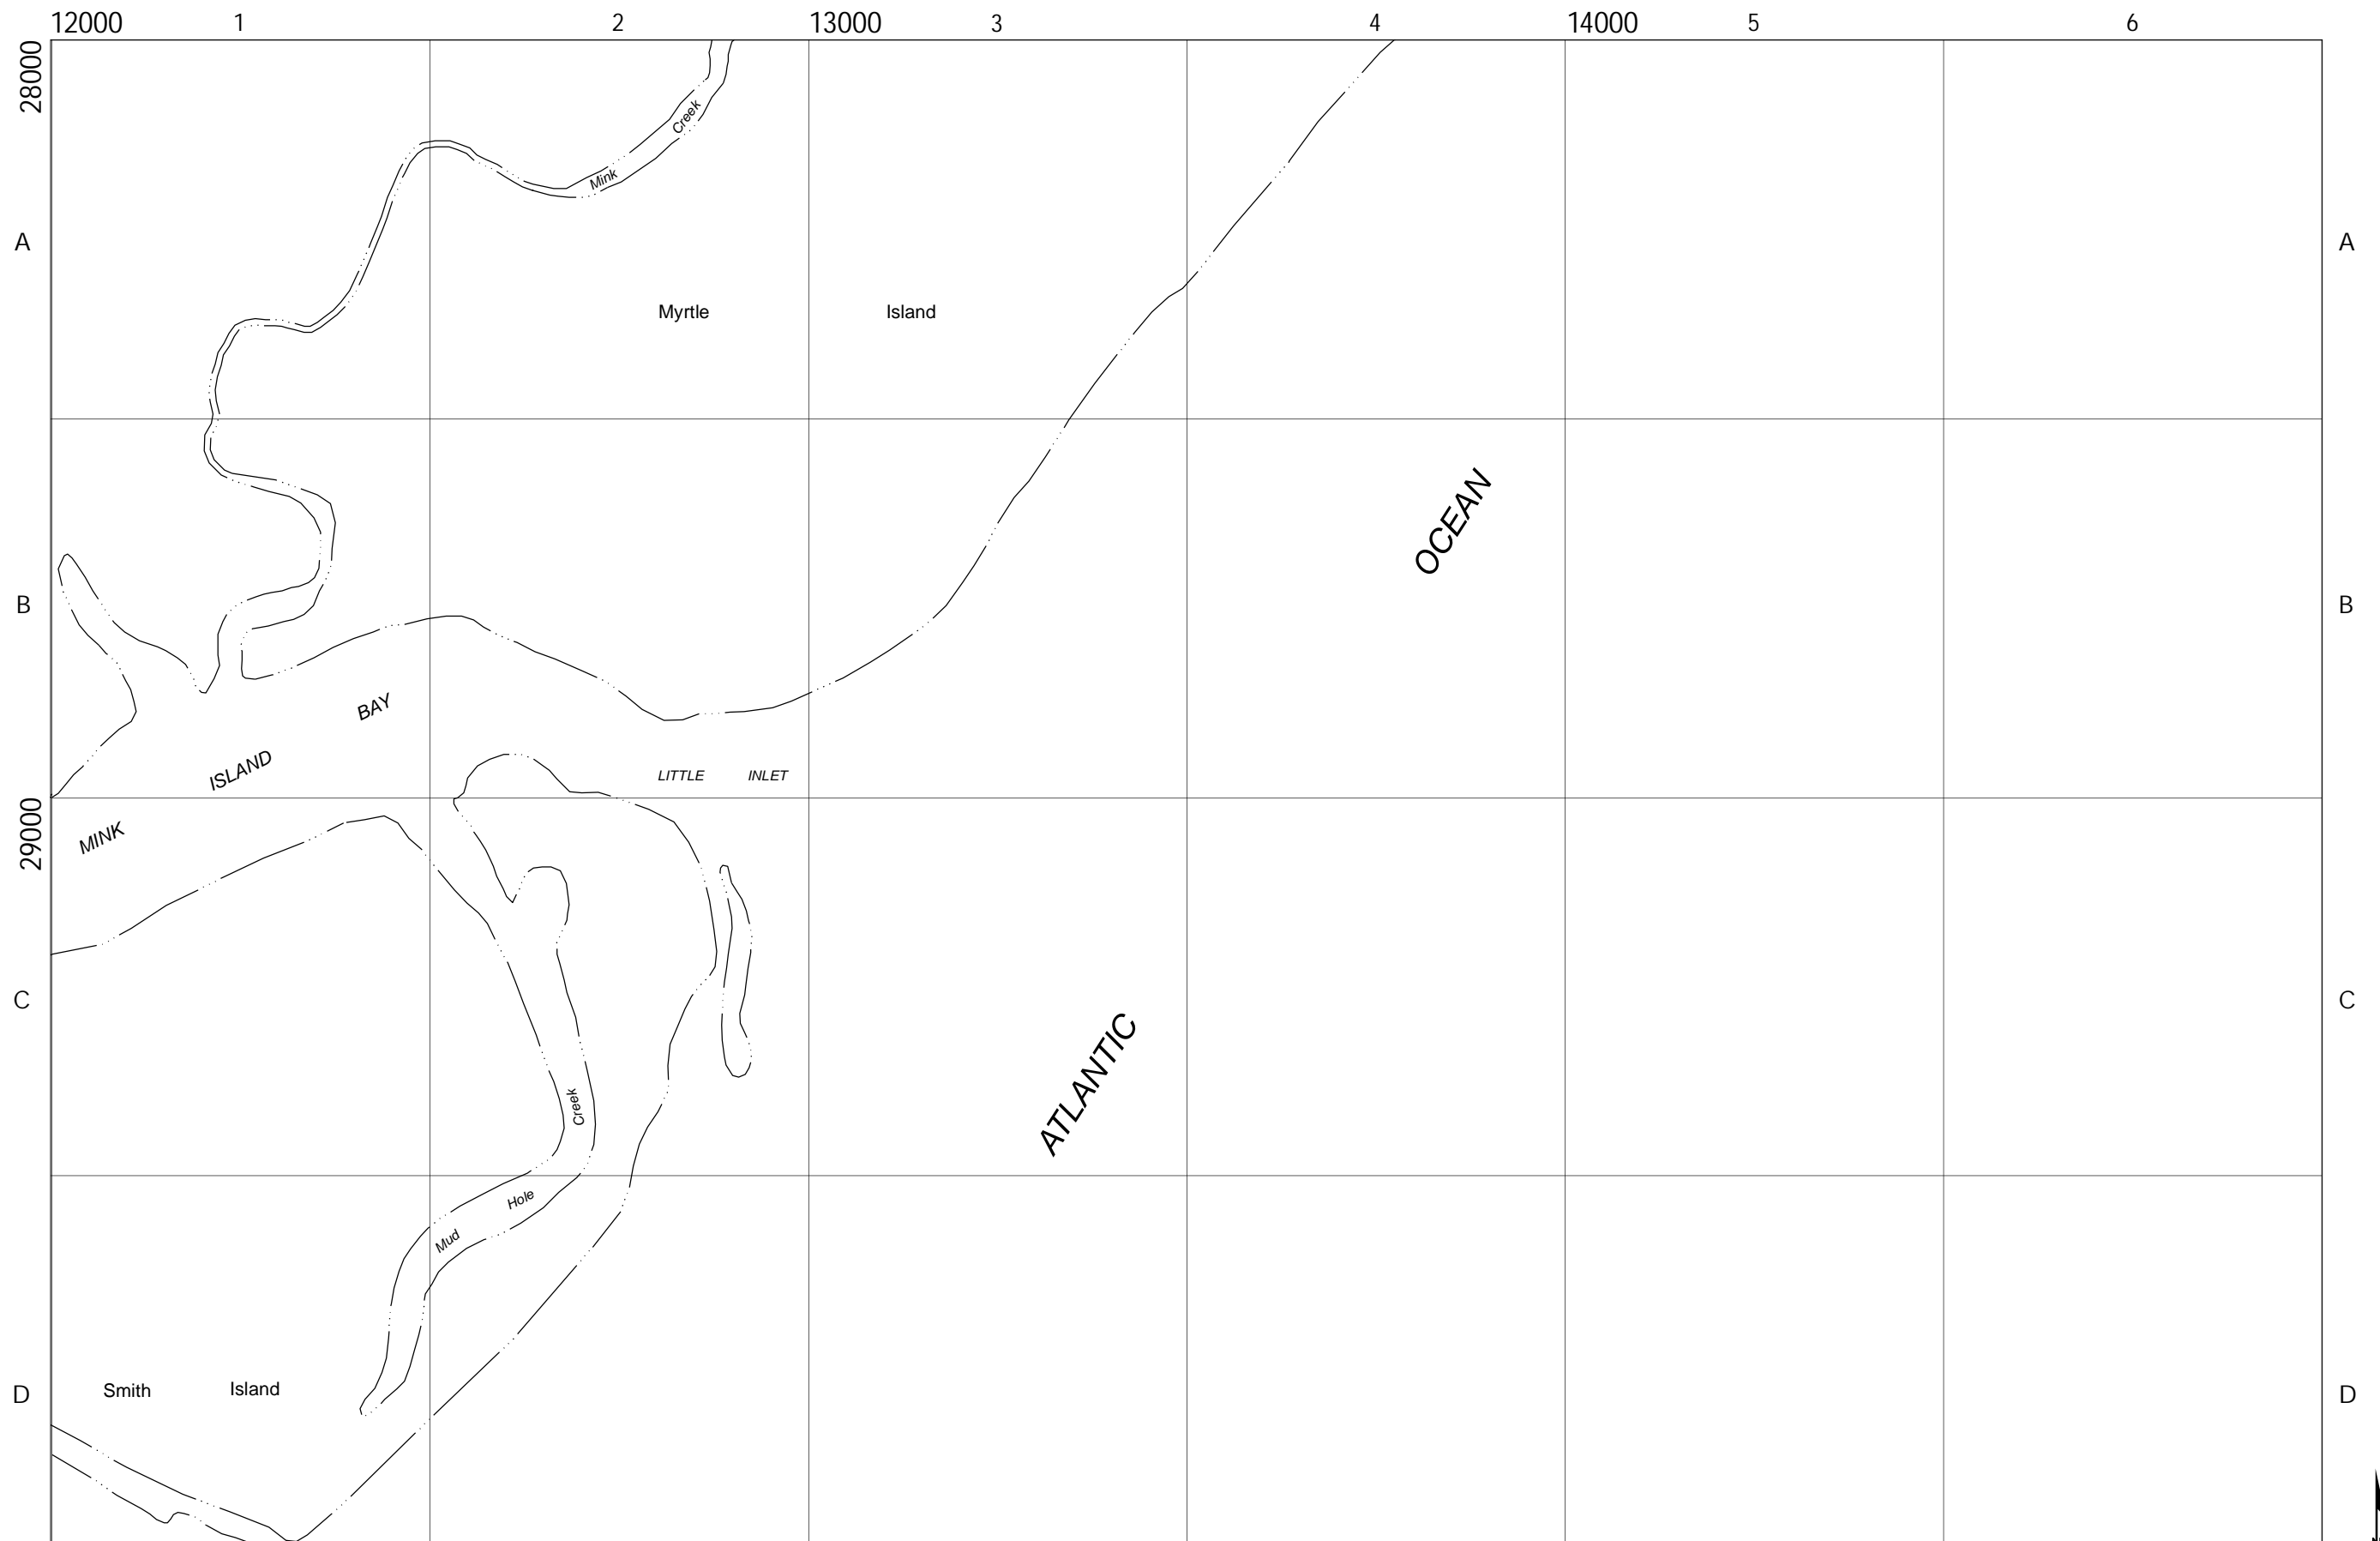 12000 1 2 13000 3 4 14000 5 6
28000
Creek
Mink
A A
Myrtle Island
OCEAN
B B
BAY
ISLAND
LITTLE INLET
29000
MINK
C C
ATLANTIC
Creek
Hole
Mud
D Smith Island D